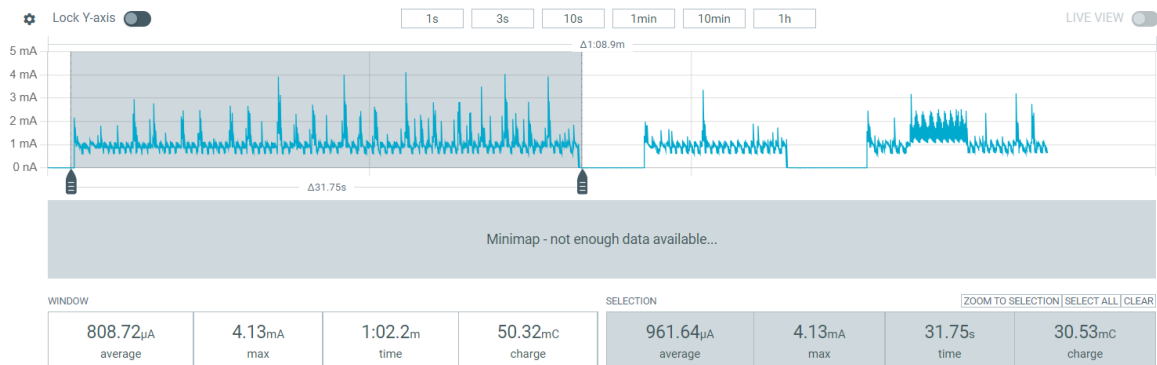 Lock Y-axis 1s 3s 10s 1min 10min 1h LIVE VIEW
Δ1:08.9m
5 mA
4 mA
3 mA
2 mA
1 mA
0 nA
Δ31.75s
Minimap - not enough data available...
WINDOW
808.72μA 4.13mA 1:02.2m 50.32mC
average max time charge
SELECTION ZOOM TO SELECTION SELECT ALL CLEAR
961.64μA 4.13mA 31.75s 30.53mC
average max time charge